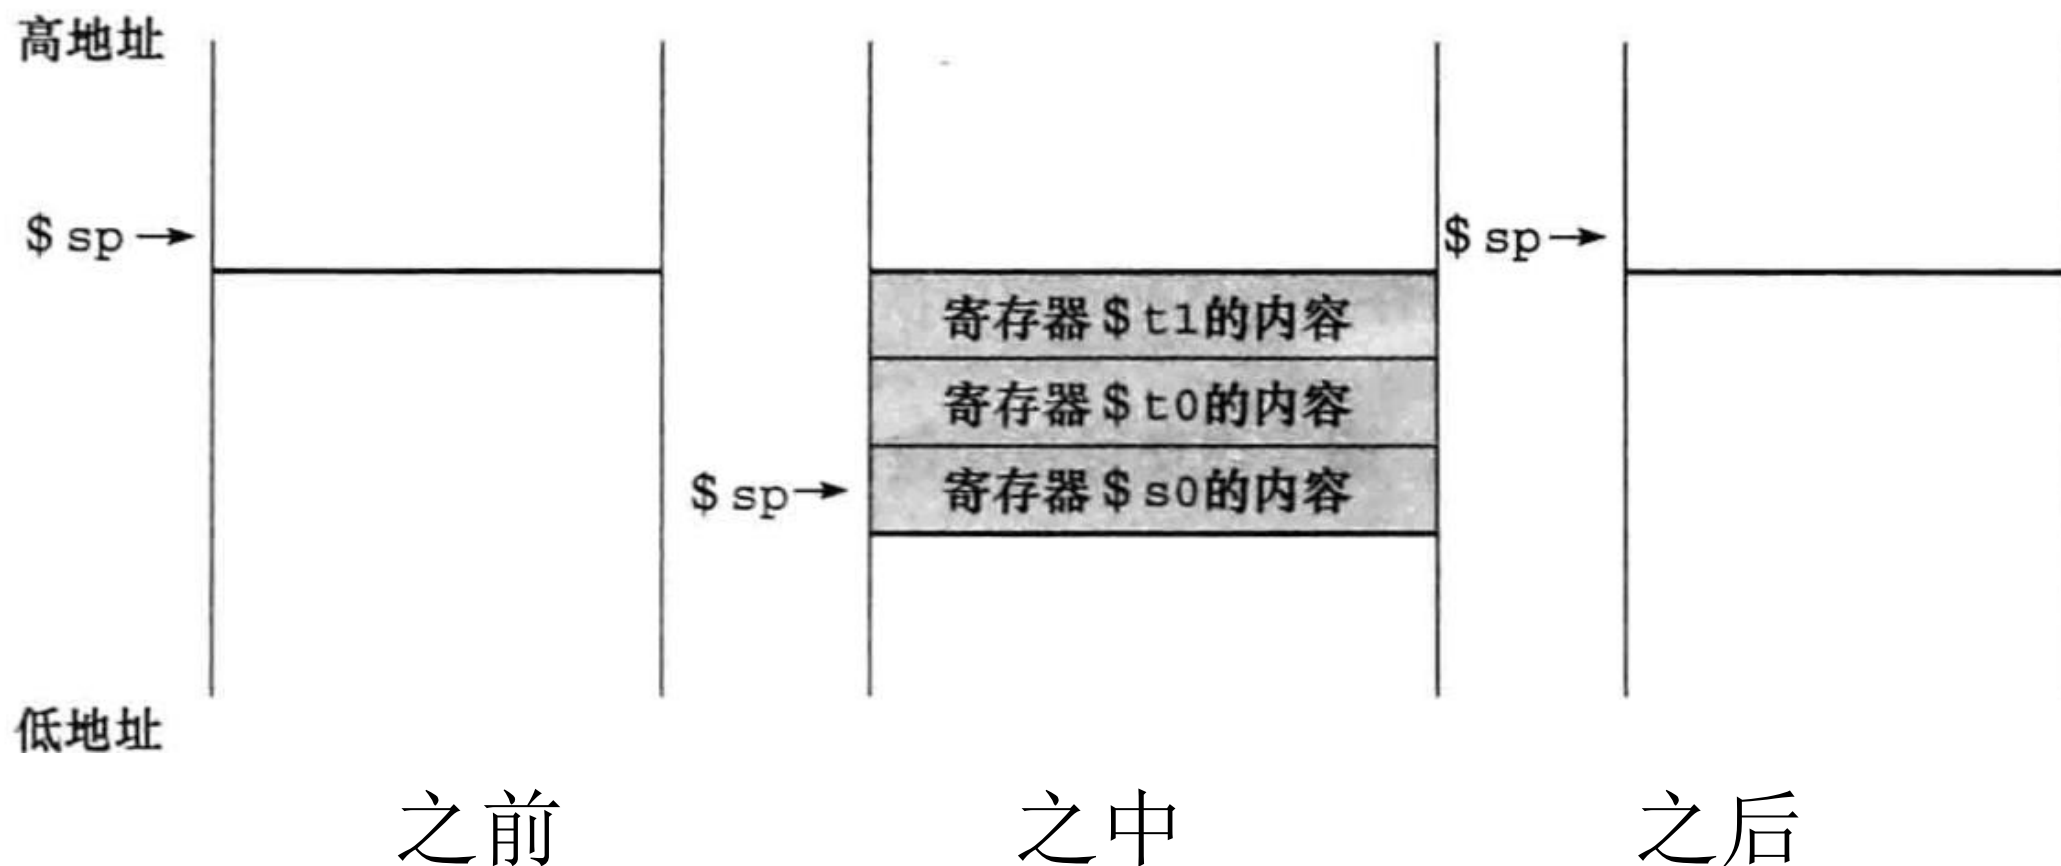 高地址
$sp→
$sp→
寄存器$t1的内容
寄存器$t0的内容
寄存器$s0的内容
$sp→
低地址
之前
之中
之后